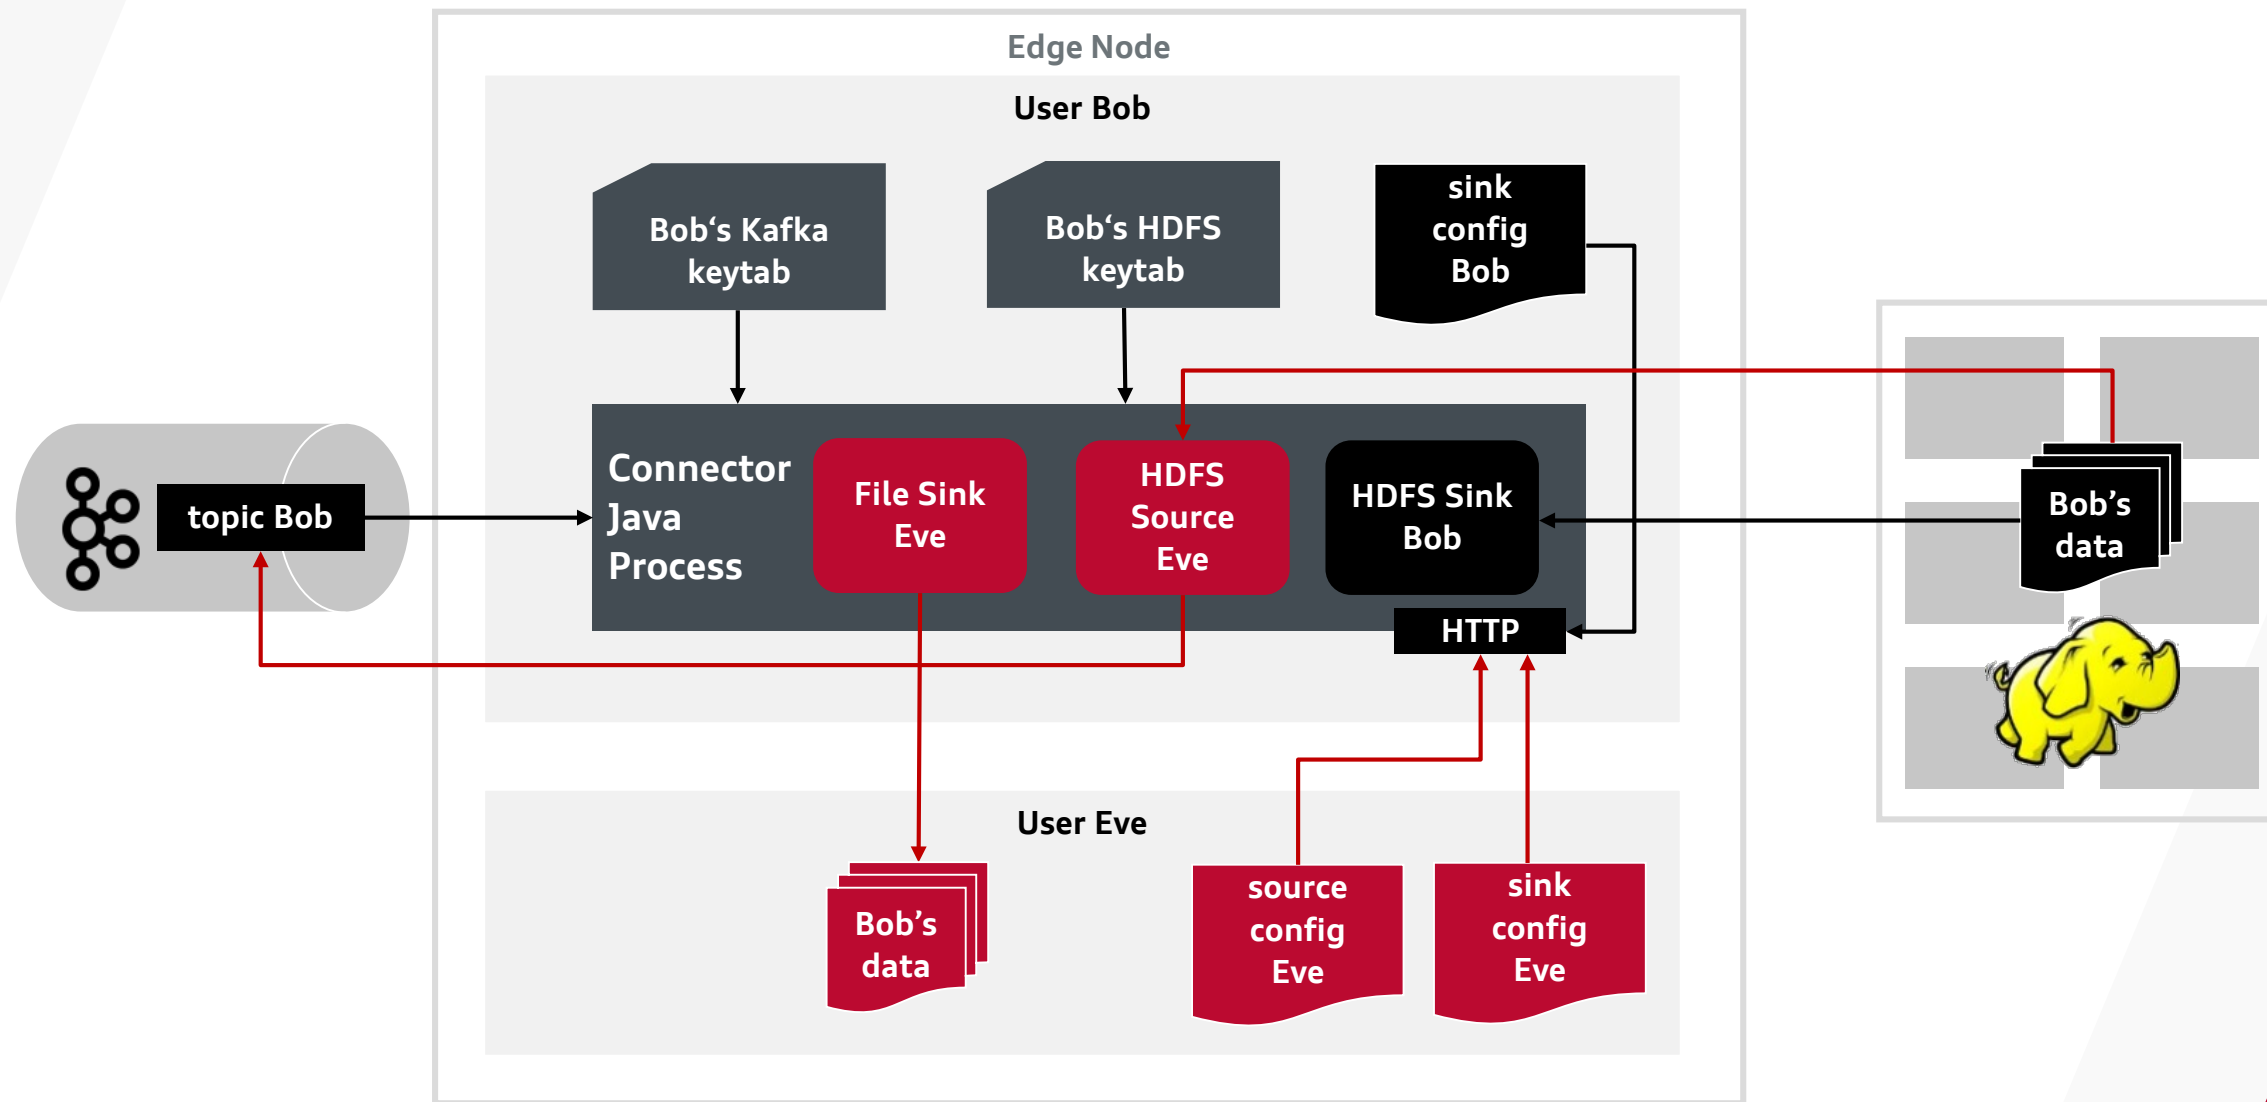 Edge Node
User Bob
Bob‘s Kafka
keytab
Bob‘s HDFS
keytab
sink
config
Bob
topic Bob
Connector
Java
Process
File Sink
Eve
HDFS
Source
Eve
HDFS Sink
Bob
HTTP
Bob’s
data
User Eve
Bob’s
data
source
config
Eve
sink
config
Eve